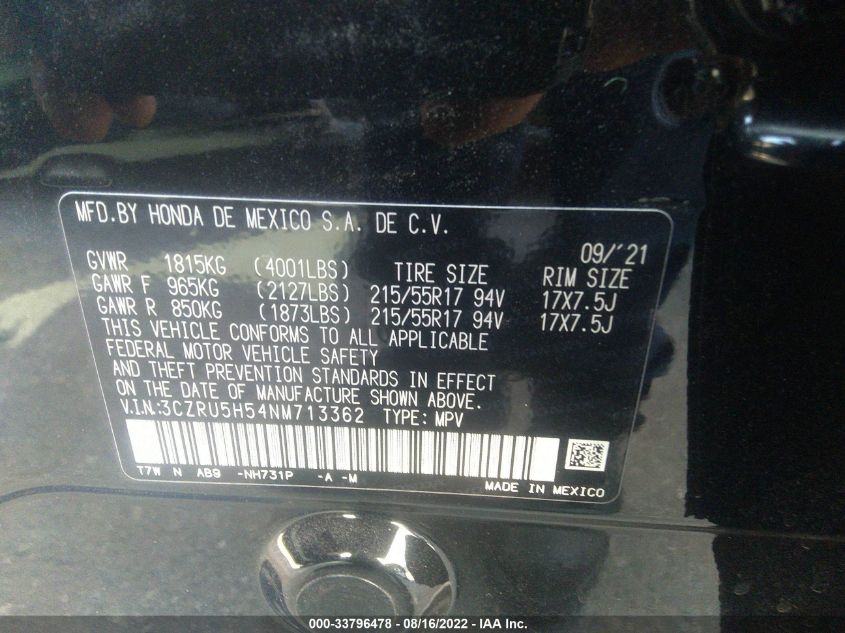 MFD.BY HONDA DE MEXICO S.A. DE C.V.
09/'21
GVWR 1815KG (4001LBS) TIRE SIZE RIM SIZE
GAWR F 965KG (2127LBS) 215/55R17 94V 17X7.5J
GAWR R 850KG (1873LBS) 215/55R17 94V 17X7.5J
THIS VEHICLE CONFORMS TO ALL APPLICABLE
FEDERAL MOTOR VEHICLE SAFETY
AND THEFT PREVENTION STANDARDS IN EFFECT
ON THE DATE OF MANUFACTURE SHOWN ABOVE.
V.I.N:3CZRU5H54NM713362 TYPE: MPV
T7W N AB9 -NH731P -A -M
MADE IN MEXICO
000-33796478 - 08/16/2022 - IAA Inc.